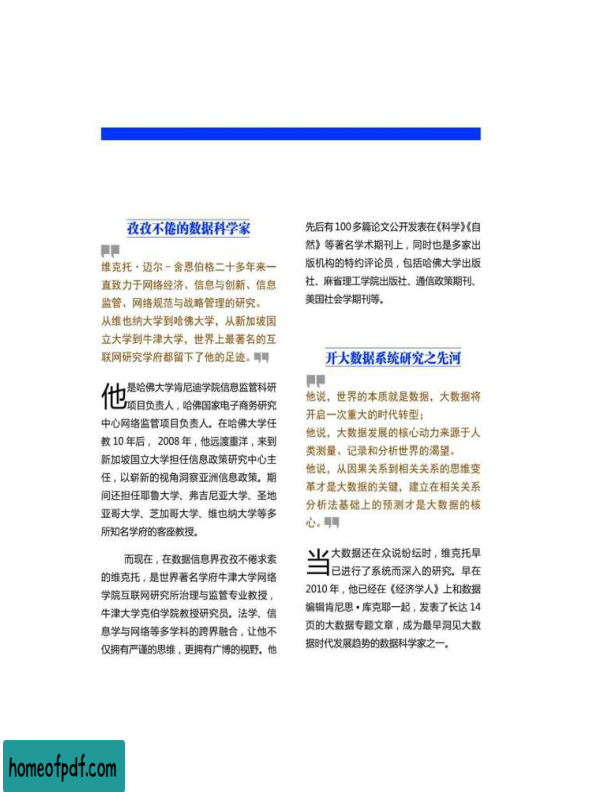 孜孜不倦的数据科学家
维克托·迈尔-舍恩伯格二十多年来一
直致力于网络经济、信息与创新、信息
监管、网络规范与战略管理的研究。
从维也纳大学到哈佛大学，从新加坡国
立大学到牛津大学，世界上最著名的互
联网研究学府都留下了他的足迹。
他是哈佛大学肯尼迪学院信息监管科研
项目负责人，哈佛国家电子商务研究
中心网络监管项目负责人。在哈佛大学任
教 10 年后， 2008 年，他远渡重洋，来到
新加坡国立大学担任信息政策研究中心主
任，以崭新的视角洞察亚洲信息政策。期
间还担任耶鲁大学、弗吉尼亚大学、圣地
亚哥大学、芝加哥大学、维也纳大学等多
所知名学府的客座教授。
而现在，在数据信息界孜孜不倦求索
的维克托，是世界著名学府牛津大学网络
学院互联网研究所治理与监管专业教授，
牛津大学克伯学院教授研究员。法学、信
息学与网络等多学科的跨界融合，让他不
仅拥有严谨的思维，更拥有广博的视野。他
先后有 100 多篇论文公开发表在《科学》《自
然》等著名学术期刊上，同时也是多家出
版机构的特约评论员，包括哈佛大学出版
社、麻省理工学院出版社、通信政策期刊、
美国社会学期刊等。
开大数据系统研究之先河
他说，世界的本质就是数据，大数据将
开启一次重大的时代转型；
他说，大数据发展的核心动力来源于人
类测量、记录和分析世界的渴望。
他说，从因果关系到相关关系的思维变
革才是大数据的关键，建立在相关关系
分析法基础上的预测才是大数据的核
心。
当大数据还在众说纷纭时，维克托早
已进行了系统而深入的研究。早在
2010 年，他已经在《经济学人》上和数据
编辑肯尼思·库克耶一起，发表了长达 14
页的大数据专题文章，成为最早洞见大数
据时代发展趋势的数据科学家之一。
homeofpdf.com